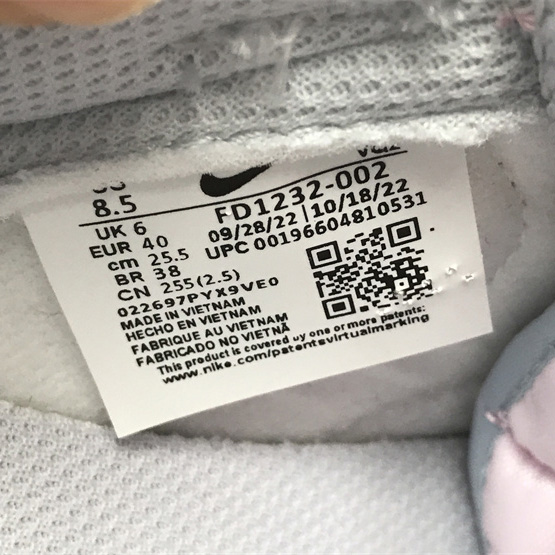 8.5
UK 6
EUR 40
cm 25.5
BR 38
CN 255(2.5)
FD1232-002
09/28/22 | 10/18/22
UPC 00196604810531
022697PYX9VE0
MADE IN VIETNAM
HECHO EN VIETNAM
FABRIQUE AU VIETNAM
FABRICADO NO VIETNÃ
This product is covered by one or more patents:
www.nike.com/patentsvirtualmarking